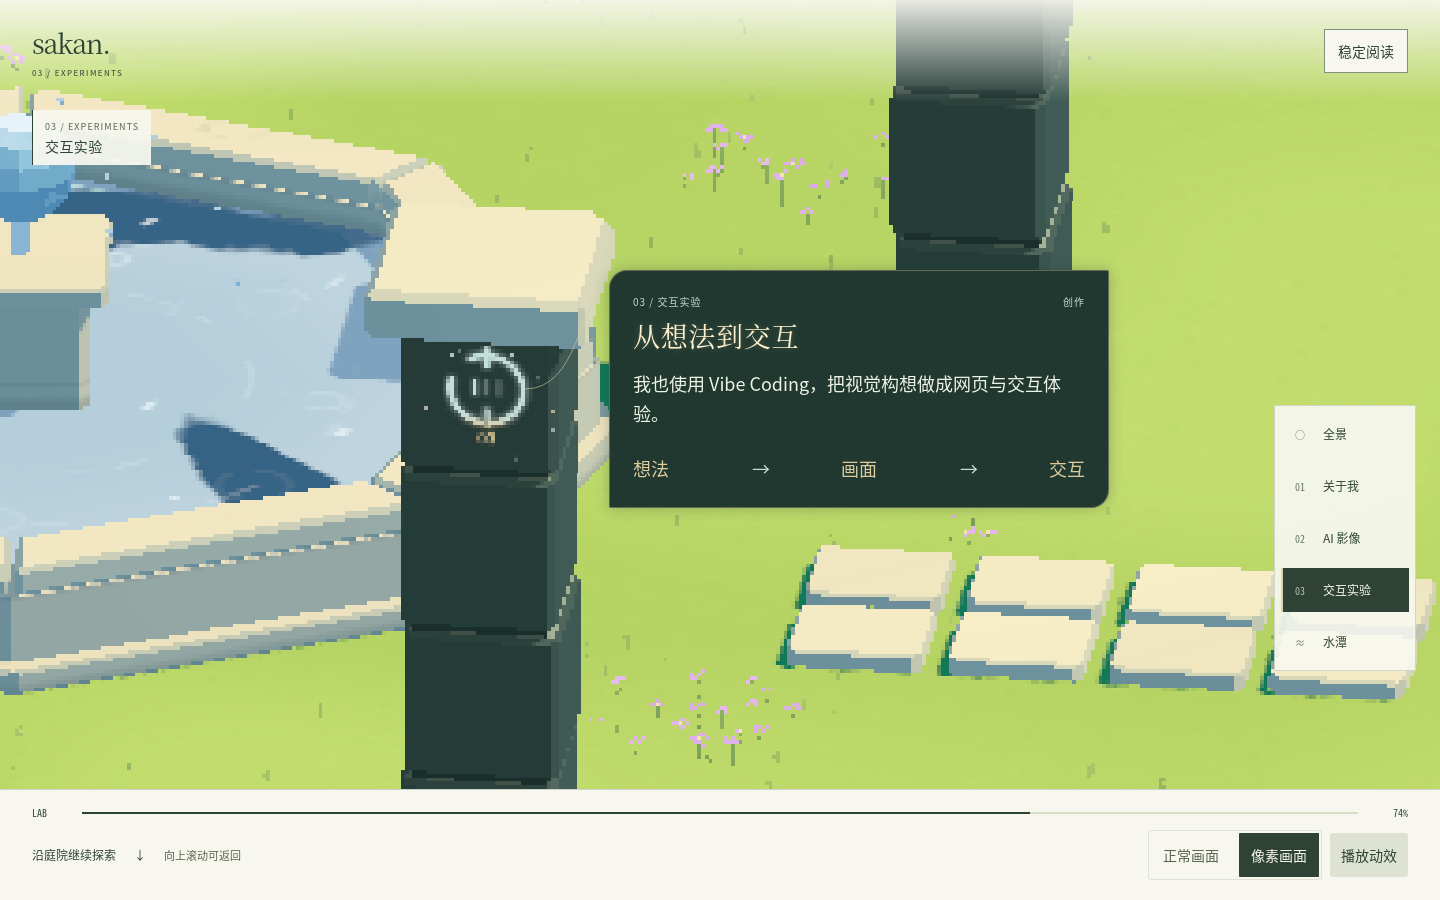 sakan.
03 / EXPERIMENTS
稳定阅读
03 / EXPERIMENTS
交互实验
03 / 交互实验
创作
从想法到交互
我也使用 Vibe Coding，把视觉构想做成网页与交互体
验。
想法 → 画面 → 交互
全景
01 关于我
02 AI 影像
03 交互实验
≈ 水潭
LAB
74%
沿庭院继续探索 ↓ 向上滚动可返回
正常画面
像素画面
播放动效